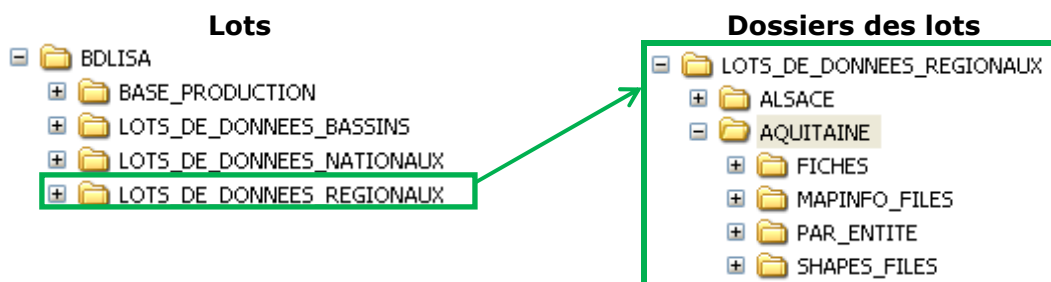 Lots
BDLISA
BASE_PRODUCTION
LOTS_DE_DONNEES_BASSINS
LOTS_DE_DONNEES_NATIONAUX
LOTS_DE_DONNEES_REGIONAUX
Dossiers des lots
LOTS_DE_DONNEES_REGIONAUX
ALSACE
AQUITAINE
FICHES
MAPINFO_FILES
PAR_ENTITE
SHAPES_FILES